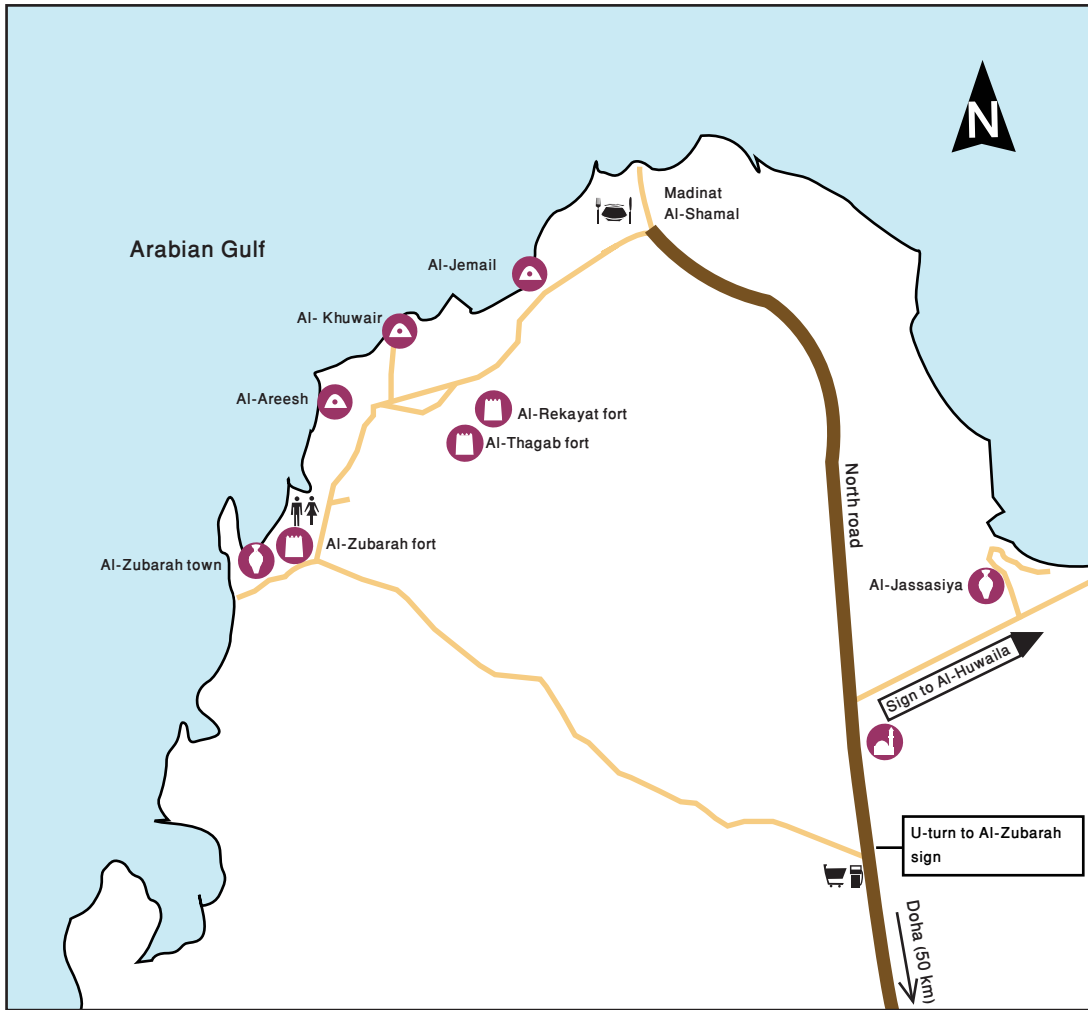 N
Madinat
Al-Shamal
Arabian Gulf
Al-Jemail
Al- Khuwair
Al-Areesh
Al-Rekayat fort
Al-Thagab fort
North road
Al-Zubarah fort
Al-Zubarah town
Al-Jassasiya
Sign to Al-Huwaila
U-turn to Al-Zubarah
sign
Doha (50 km)